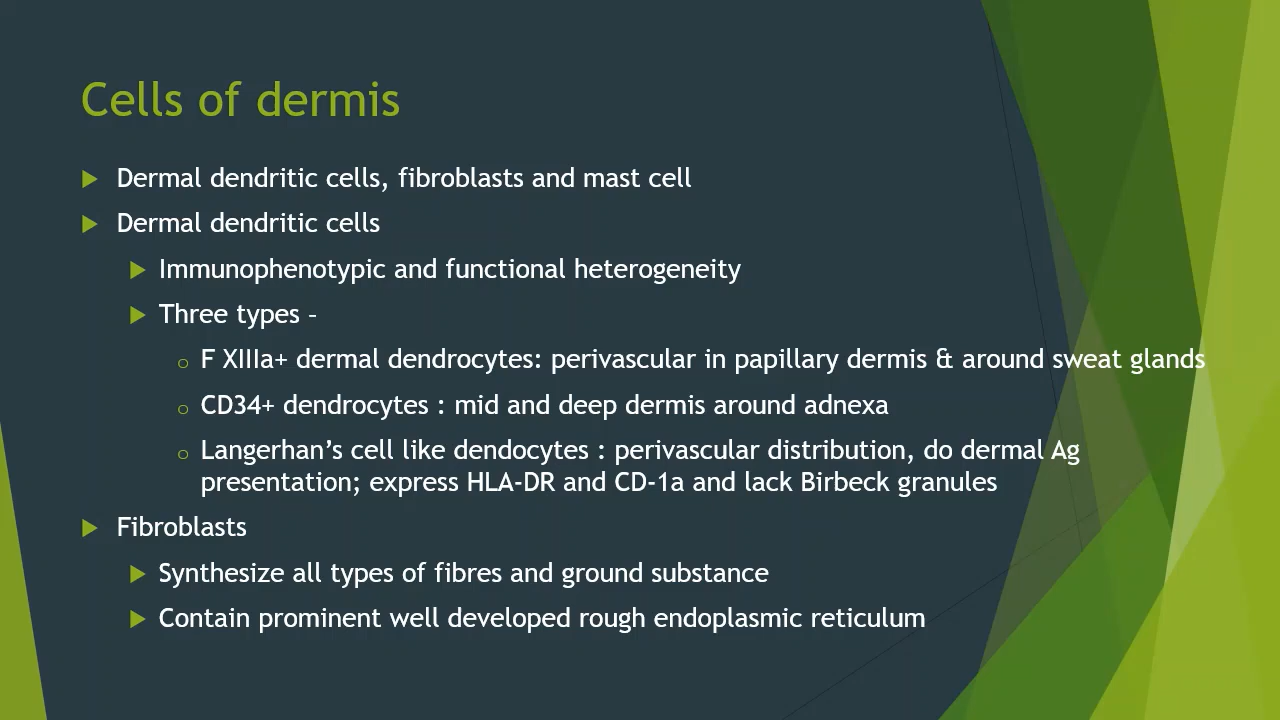 Cells of dermis
Dermal dendritic cells, fibroblasts and mast cell
Dermal dendritic cells
Immunophenotypic and functional heterogeneity
Three types –
F XIIIa+ dermal dendrocytes: perivascular in papillary dermis & around sweat glands
CD34+ dendrocytes : mid and deep dermis around adnexa
Langerhan’s cell like dendocytes : perivascular distribution, do dermal Ag
presentation; express HLA-DR and CD-1a and lack Birbeck granules
Fibroblasts
Synthesize all types of fibres and ground substance
Contain prominent well developed rough endoplasmic reticulum